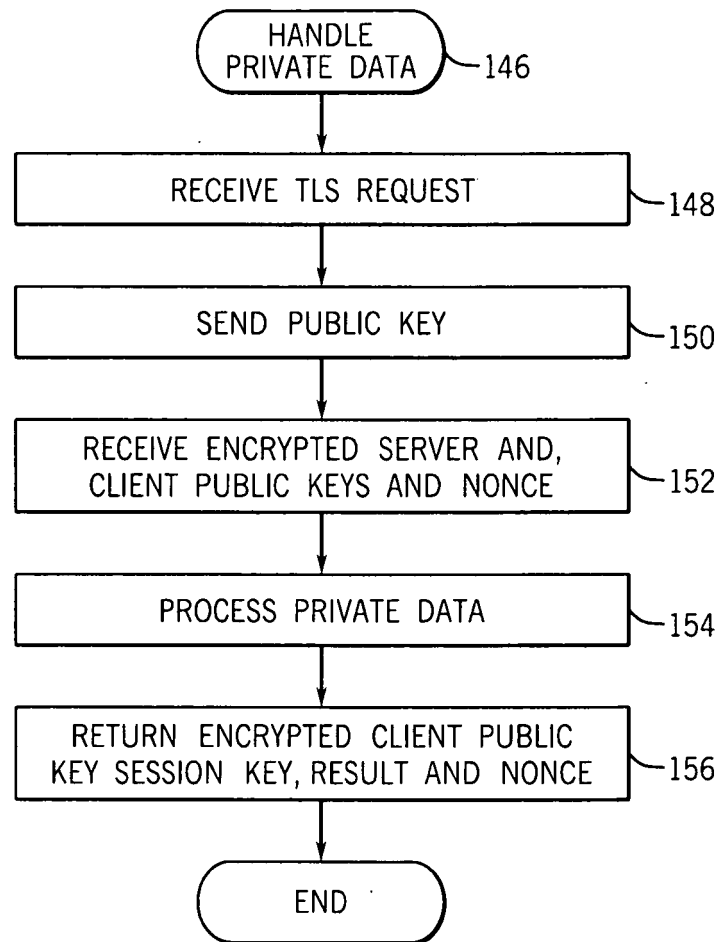 HANDLE
PRIVATE DATA
146
RECEIVE TLS REQUEST
148
SEND PUBLIC KEY
150
RECEIVE ENCRYPTED SERVER AND,
CLIENT PUBLIC KEYS AND NONCE
152
PROCESS PRIVATE DATA
154
RETURN ENCRYPTED CLIENT PUBLIC
KEY SESSION KEY, RESULT AND NONCE
156
END